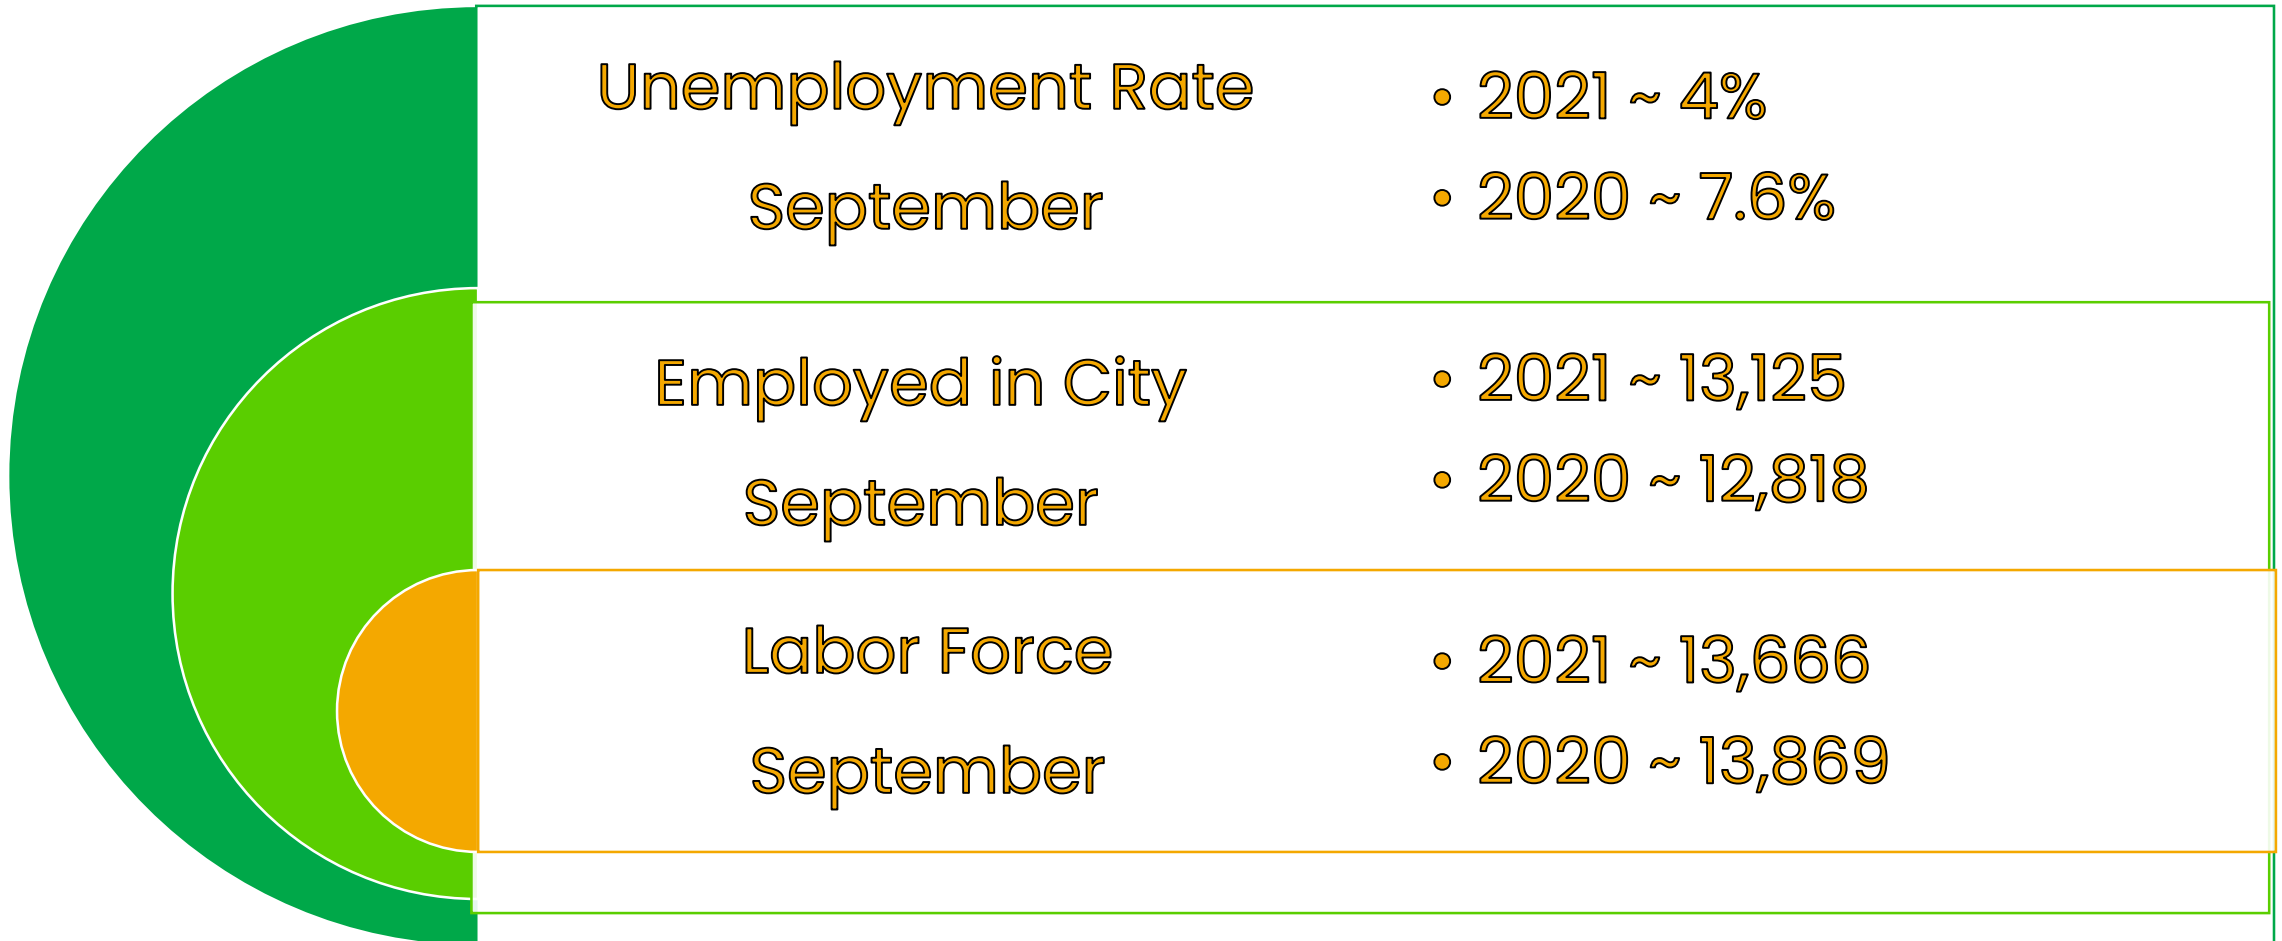 Unemployment Rate
September
• 2021 ~ 4%
• 2020 ~ 7.6%
Employed in City
September
• 2021 ~ 13,125
• 2020 ~ 12,818
Labor Force
September
• 2021 ~ 13,666
• 2020 ~ 13,869